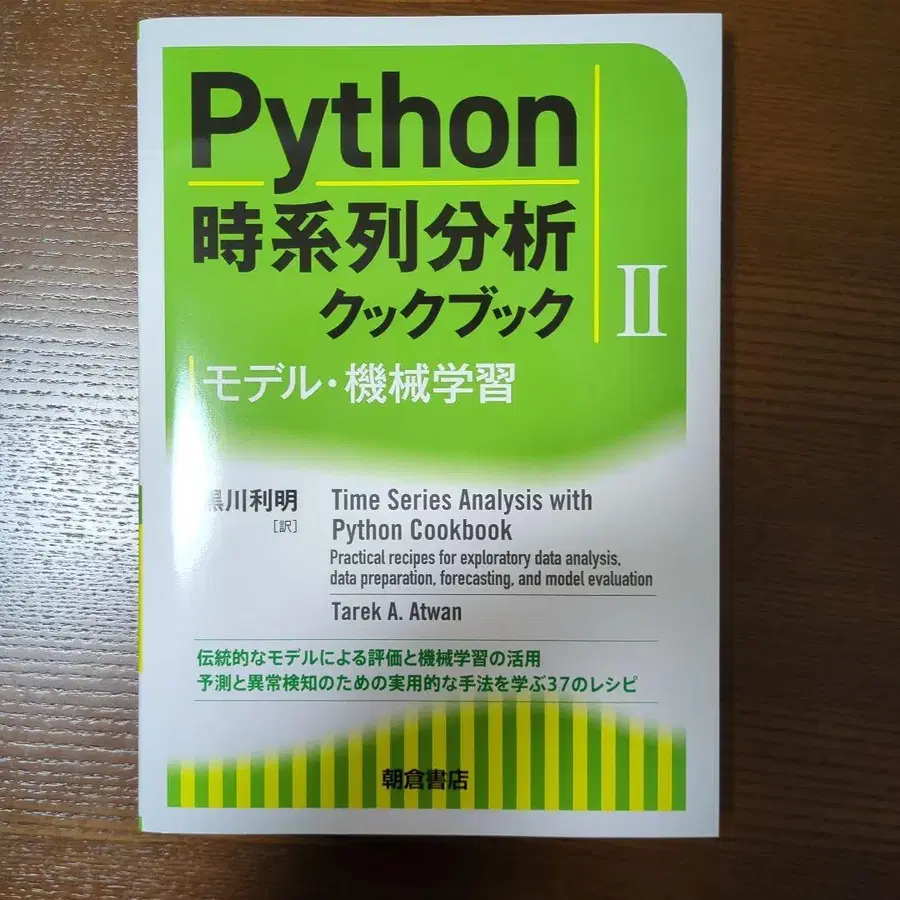 Python
時系列分析
クックブック
II
モデル・機械学習
黒川利明
[訳]
Time Series Analysis with
Python Cookbook
Practical recipes for exploratory data analysis,
data preparation, forecasting, and model evaluation
Tarek A. Atwan
伝統的なモデルによる評価と機械学習の活用
予測と異常検知のための実用的な手法を学ぶ37のレシピ
朝倉書店